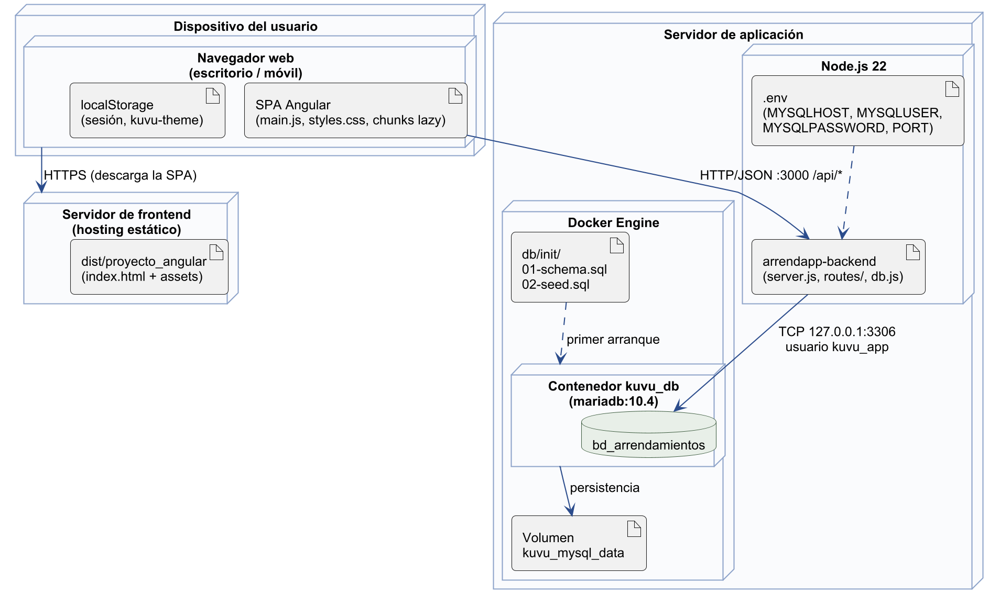 Dispositivo del usuario
Navegador web
(escritorio / móvil)
localStorage
(sesión, kuvu-theme)
SPA Angular
(main.js, styles.css, chunks lazy)
HTTPS (descarga la SPA)
Servidor de frontend
(hosting estático)
dist/proyecto_angular
(index.html + assets)
Servidor de aplicación
Node.js 22
.env
(MYSQLHOST, MYSQLUSER,
MYSQLPASSWORD, PORT)
HTTP/JSON :3000 /api/*
arrendapp-backend
(server.js, routes/, db.js)
Docker Engine
db/init/
01-schema.sql
02-seed.sql
primer arranque
TCP 127.0.0.1:3306
usuario kuvu_app
Contenedor kuvu_db
(mariadb:10.4)
bd_arrendamientos
persistencia
Volumen
kuvu_mysql_data